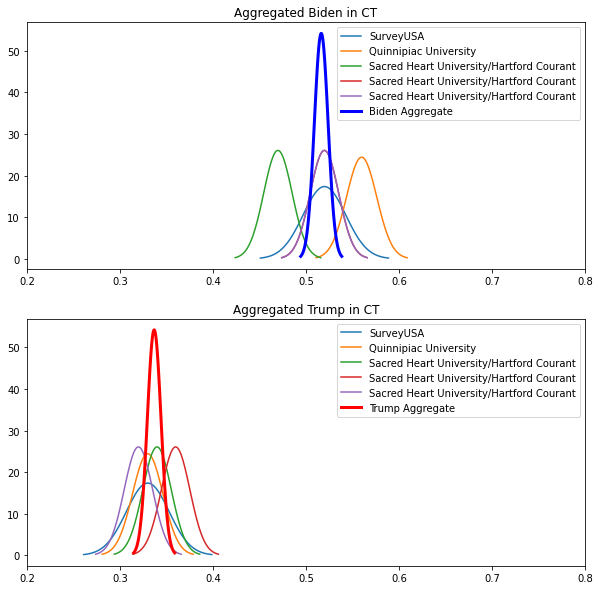 Aggregated Biden in CT
50
40
30
20
10
0
SurveyUSA
Quinnipiac University
Sacred Heart University/Hartford Courant
Sacred Heart University/Hartford Courant
Sacred Heart University/Hartford Courant
Biden Aggregate
0.2 0.3 0.4 0.5 0.6 0.7 0.8
Aggregated Trump in CT
50
40
30
20
10
0
SurveyUSA
Quinnipiac University
Sacred Heart University/Hartford Courant
Sacred Heart University/Hartford Courant
Sacred Heart University/Hartford Courant
Trump Aggregate
0.2 0.3 0.4 0.5 0.6 0.7 0.8